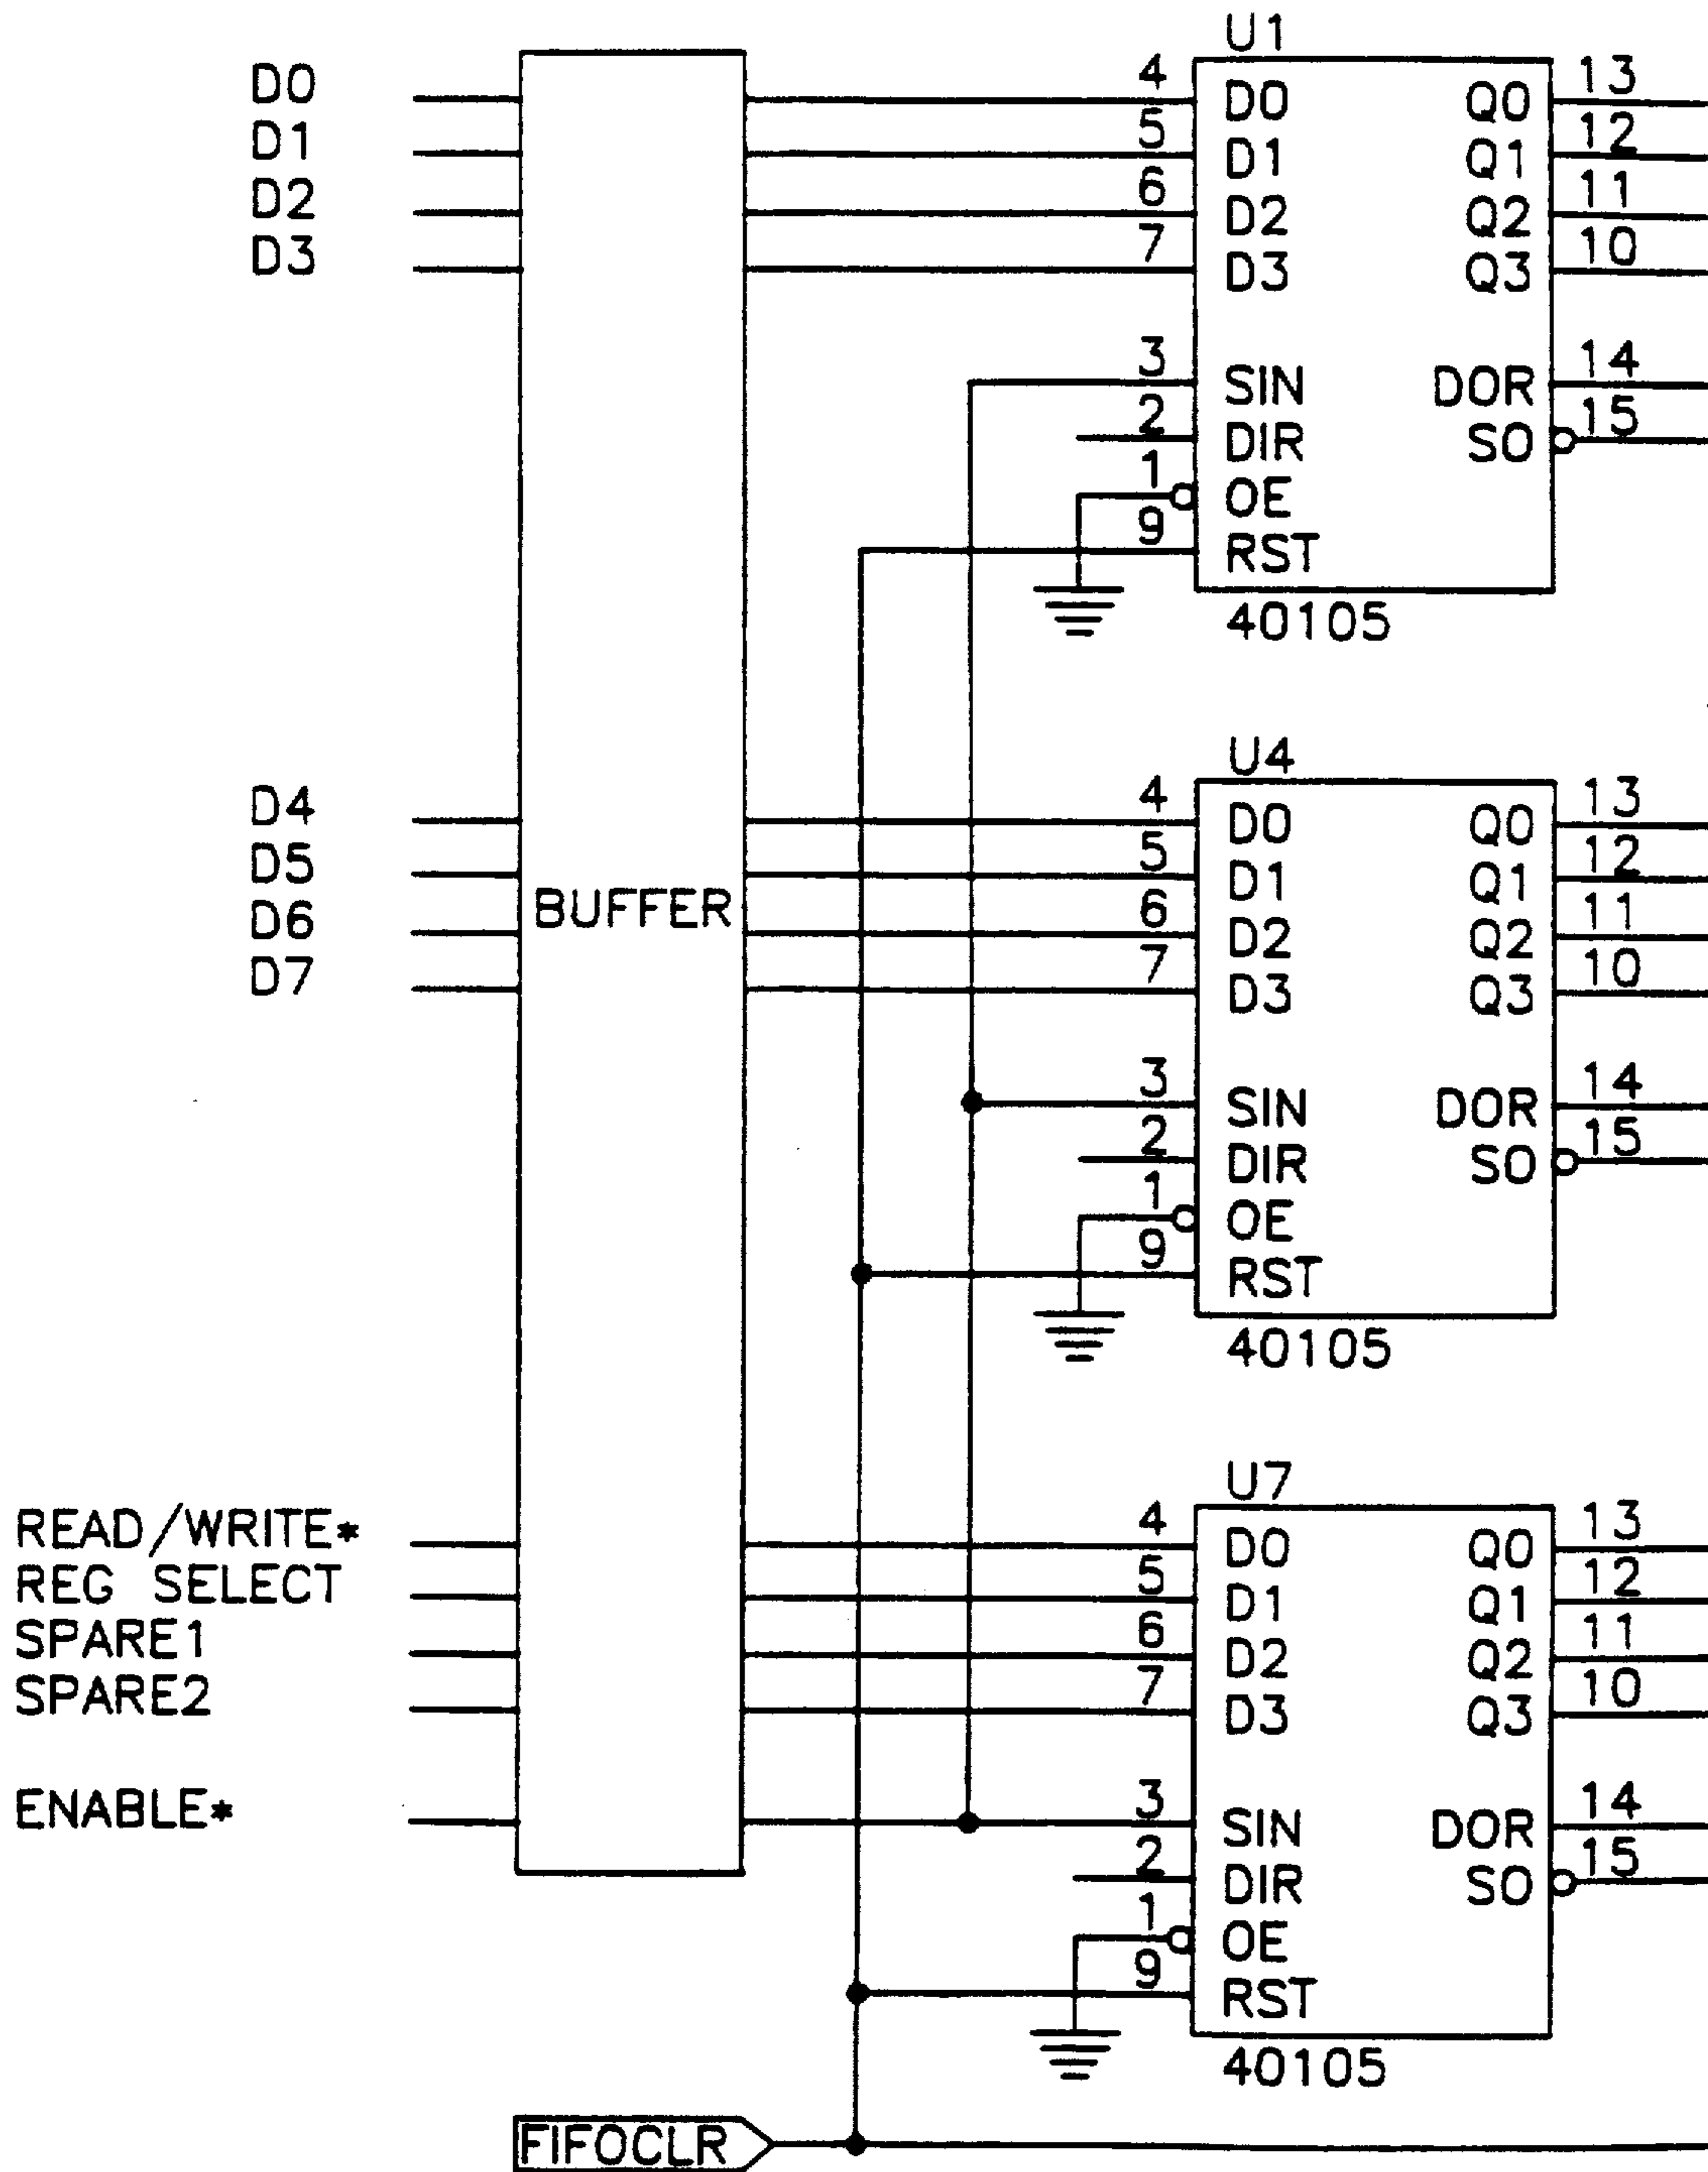 U1
D0 4 D0 Q0 13
D1 5 D1 Q1 12
D2 6 D2 Q2 11
D3 7 D3 Q3 10
3 SIN DOR 14
2 DIR SO 15
1 OE
9 RST
40105
U4
D4 4 D0 Q0 13
D5 5 D1 Q1 12
BUFFER
D6 6 D2 Q2 11
D7 7 D3 Q3 10
3 SIN DOR 14
2 DIR SO 15
1 OE
9 RST
40105
U7
READ/WRITE* 4 D0 Q0 13
REG SELECT 5 D1 Q1 12
SPARE1 6 D2 Q2 11
SPARE2 7 D3 Q3 10
ENABLE* 3 SIN DOR 14
2 DIR SO 15
1 OE
9 RST
40105
FIFOCLR